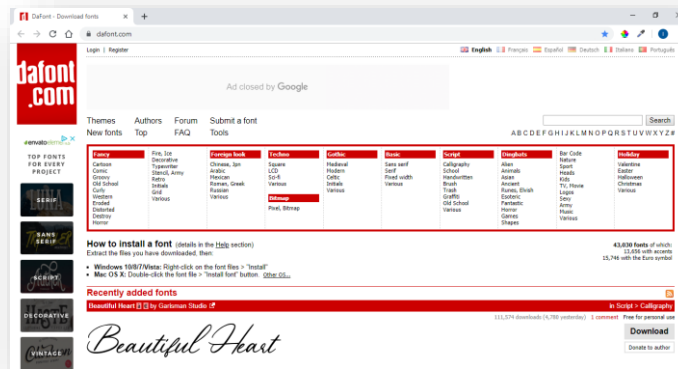 DaFont - Download fonts
dafont.com
Login | Register
English Français Español Deutsch Italiano Português
dafont
.com
Ad closed by Google
Themes Authors Forum Submit a font
New fonts Top FAQ Tools
Search
A B C D E F G H I J K L M N O P Q R S T U V W X Y Z #
envato elements
TOP FONTS
FOR EVERY
PROJECT
SERIF
SANS
SERIF
SCRIPT
DECORATIVE
VINTAGE
Fancy
Cartoon
Comic
Groovy
Old School
Curly
Western
Eroded
Distorted
Destroy
Horror
Fire, Ice
Decorative
Typewriter
Stencil, Army
Retro
Initials
Grid
Various
Foreign look
Chinese, Jpn
Arabic
Mexican
Roman, Greek
Russian
Various
Techno
Square
LCD
Sci-fi
Various
Bitmap
Pixel, Bitmap
Gothic
Medieval
Modern
Celtic
Initials
Various
Basic
Sans serif
Serif
Fixed width
Various
Script
Calligraphy
School
Handwritten
Brush
Trash
Graffiti
Old School
Various
Dingbats
Alien
Animals
Asian
Ancient
Runes, Elvish
Esoteric
Fantastic
Horror
Games
Shapes
Bar Code
Nature
Sport
Heads
Kids
TV, Movie
Logos
Sexy
Army
Music
Various
Holiday
Valentine
Easter
Halloween
Christmas
Various
How to install a font (details in the Help section)
Extract the files you have downloaded, then:
• Windows 10/8/7/Vista: Right-click on the font files > "Install"
• Mac OS X: Double-click the font file > "Install font" button. Other OS...
43,030 fonts of which:
13,656 with accents
15,746 with the Euro symbol
Recently added fonts
Beautiful Heart by Garisman Studio
in Script > Calligraphy
111,574 downloads (4,780 yesterday) 1 comment Free for personal use
Beautiful Heart
Download
Donate to author